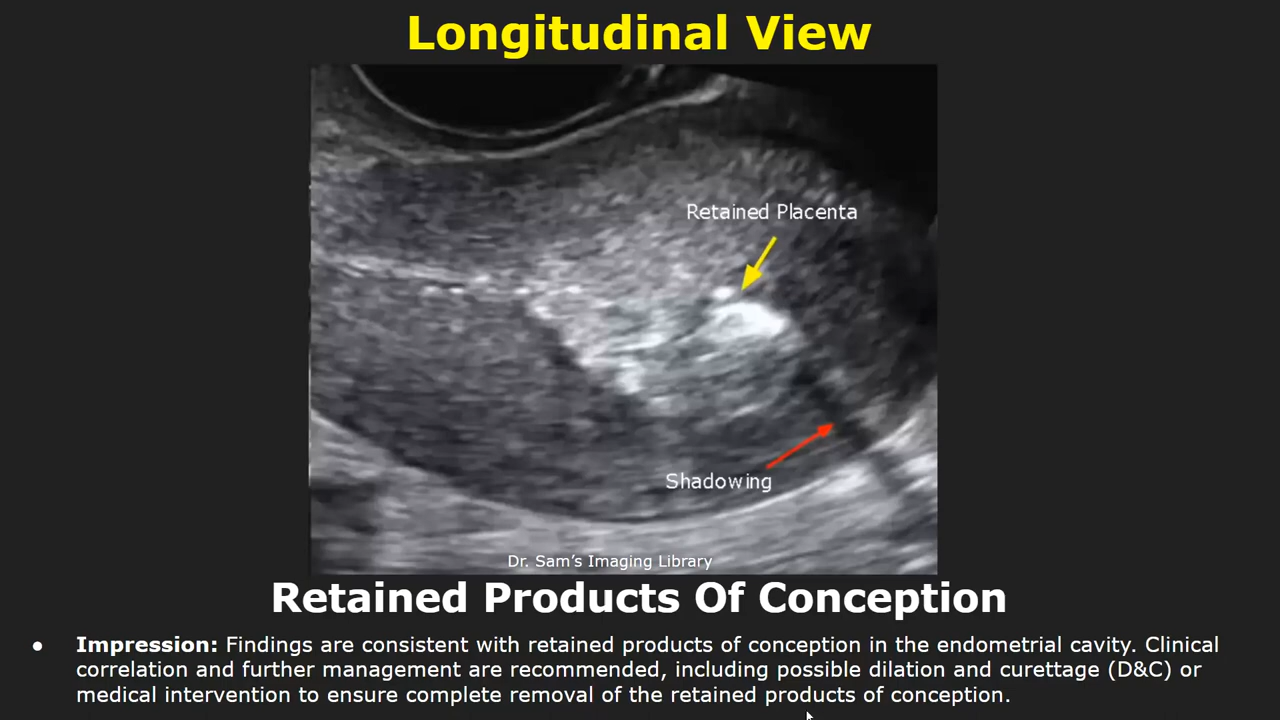 Longitudinal View
Retained Placenta
Shadowing
Dr. Sam's Imaging Library
Retained Products Of Conception
● Impression: Findings are consistent with retained products of conception in the endometrial cavity. Clinical
correlation and further management are recommended, including possible dilation and curettage (D&C) or
medical intervention to ensure complete removal of the retained products of conception.